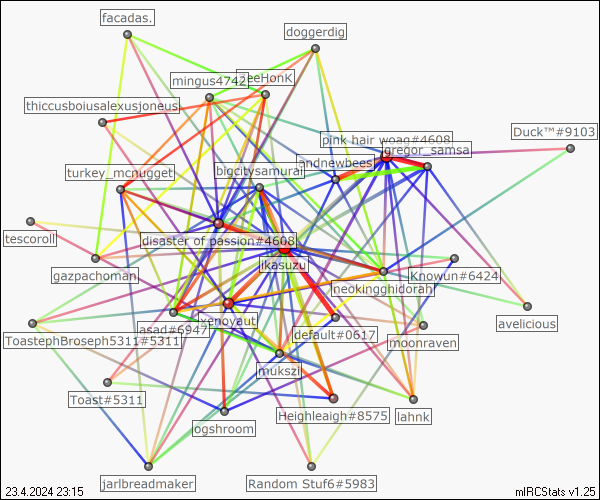 facadas.
doggerdig
mingus4742
eeHonK
thiccusboiusalexusjoneus.
Duck™#9103
pink hair woag#4608
gregor_samsa
andnewbees
turkey_mcnugget
bigcitysamurai
tescoroll
disaster of passion#4608
ikasuzu
gazpachoman
Knowun#6424
neokingghidorah
avelicious
xenoyaut
asad#6947
default#0617
ToastephBroseph5311#5311
moonraven
mukszi
Toast#5311
Heighleaigh#8575
lahnk
ogshroom
jarlbreadmaker
Random Stuf6#5983
23.4.2024 23:15
mIRCStats v1.25